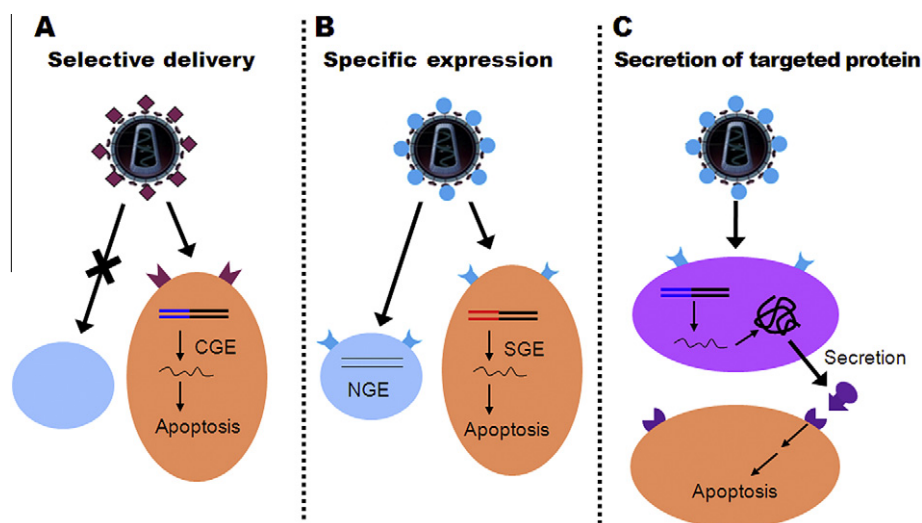 A
Selective delivery
CGE
Apoptosis
B
Specific expression
NGE
SGE
Apoptosis
C
Secretion of targeted protein
Secretion
Apoptosis